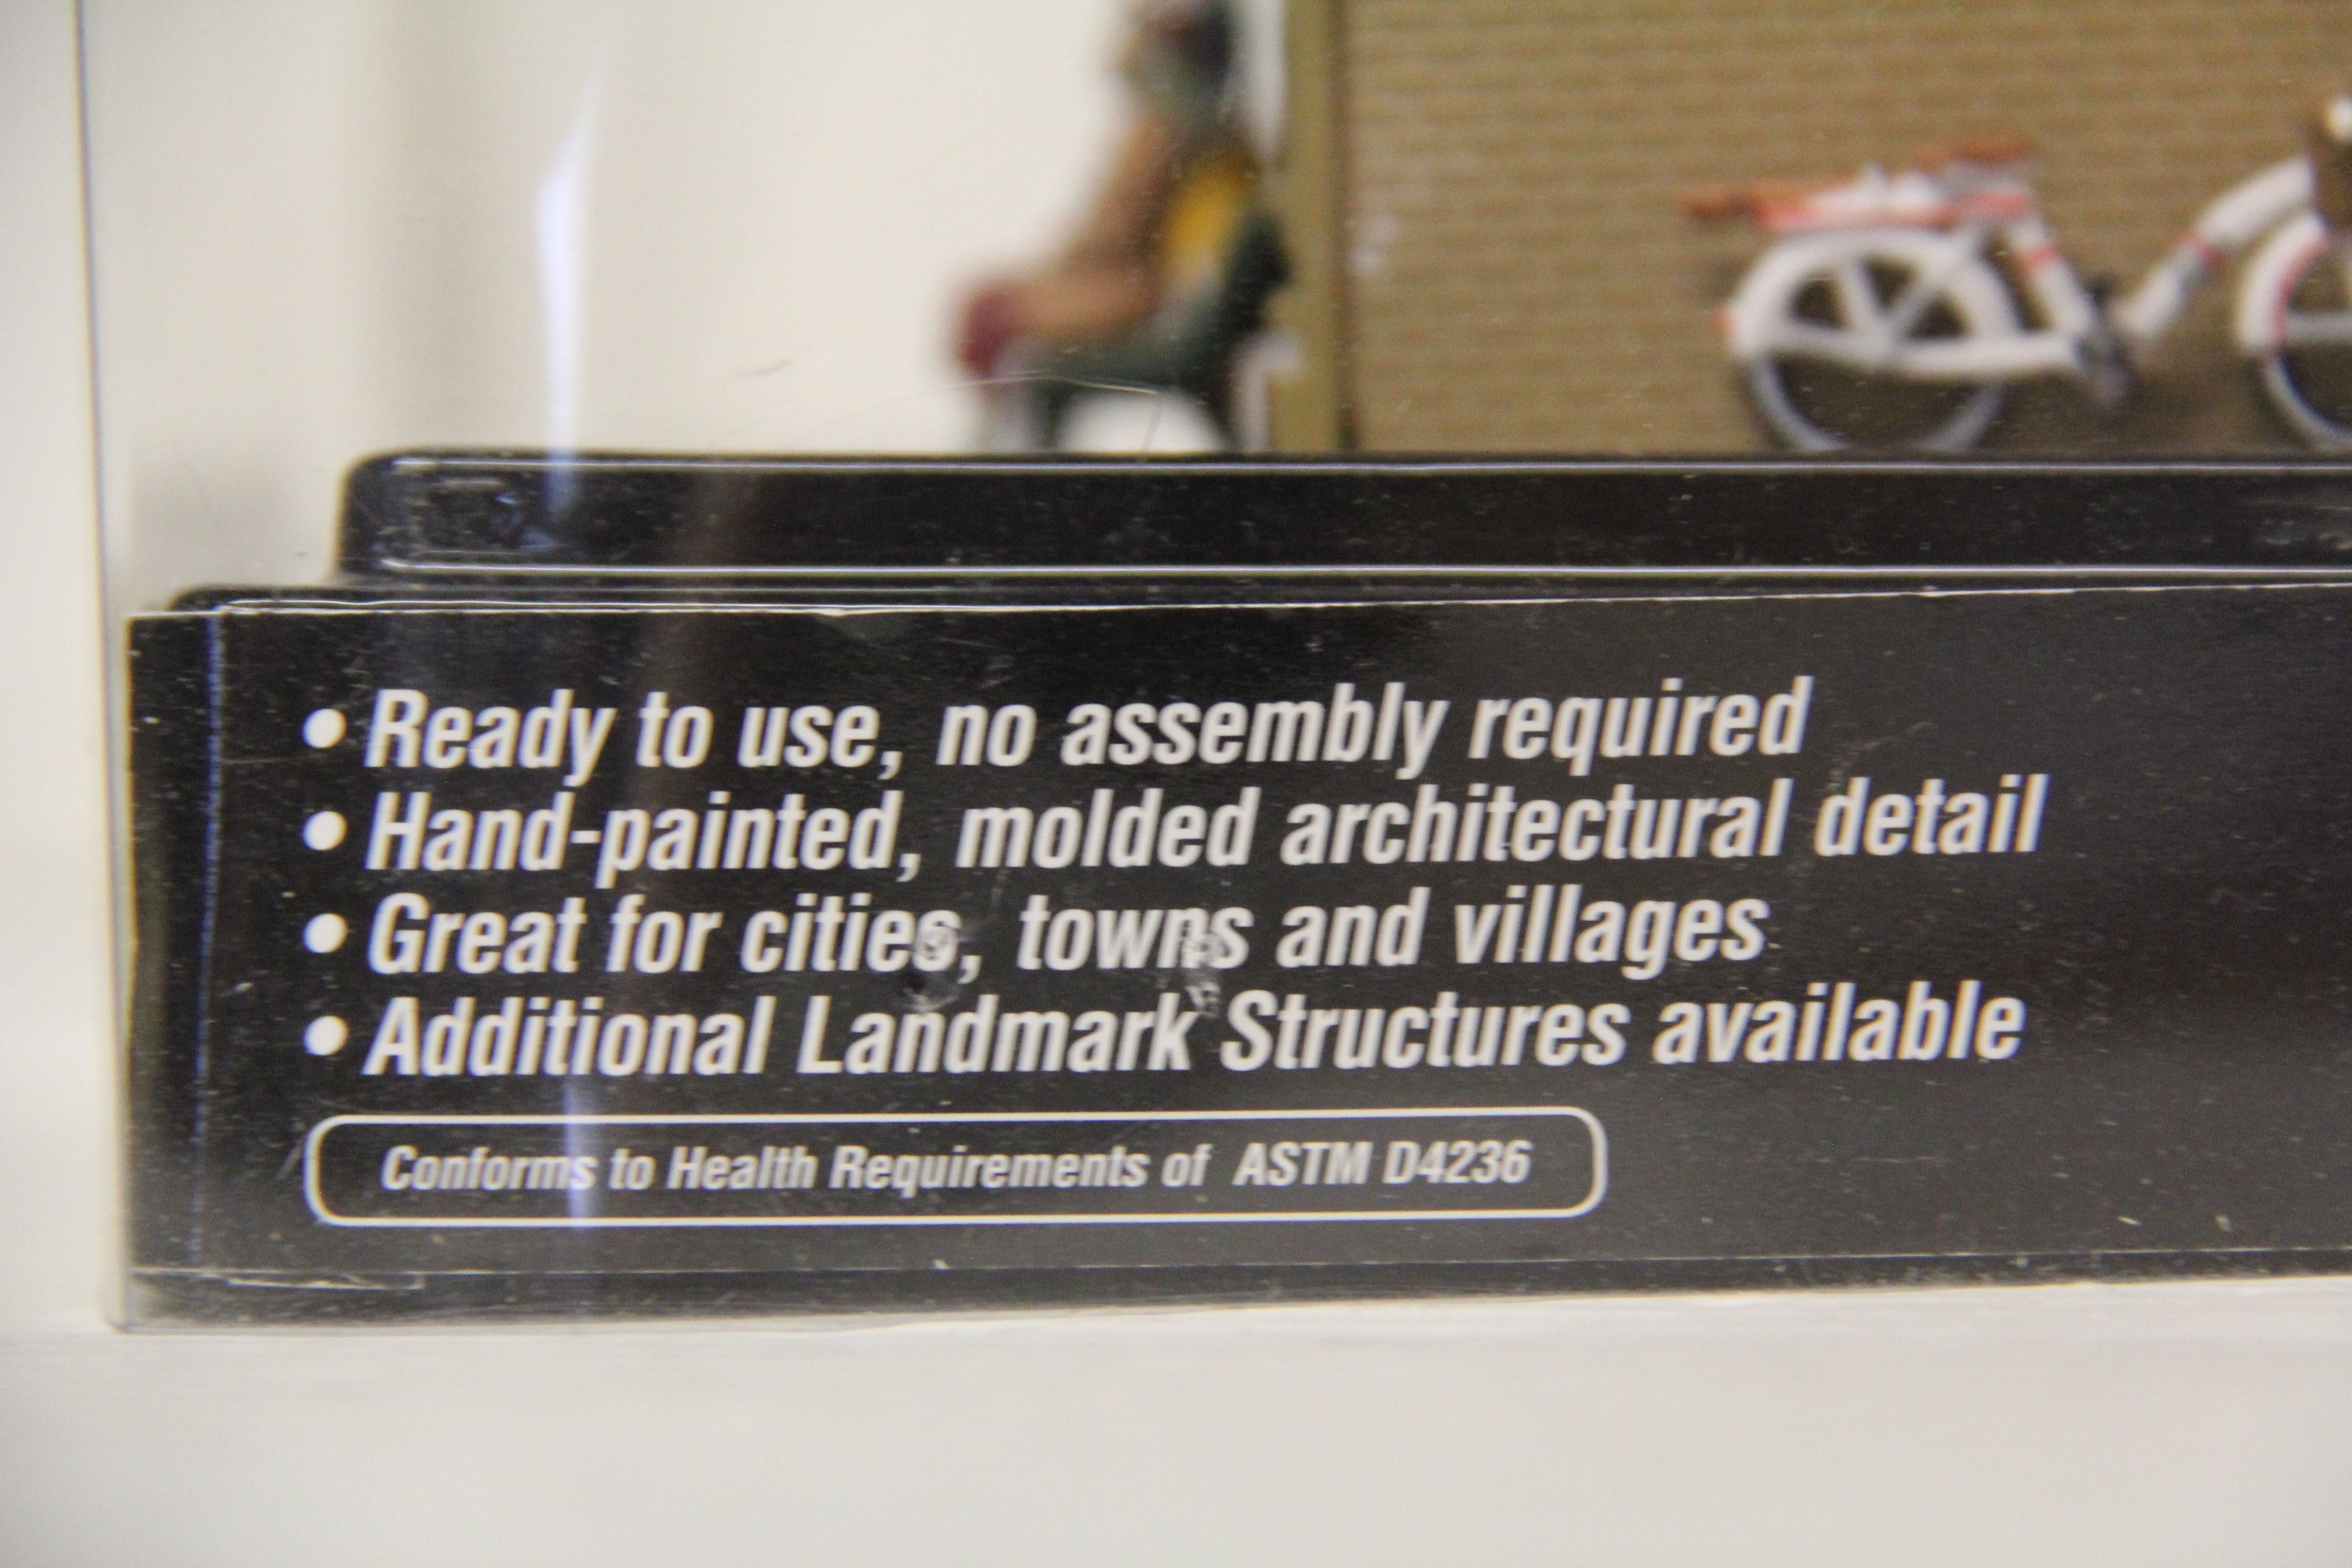 • Ready to use, no assembly required
• Hand-painted, molded architectural detail
• Great for cities, towns and villages
• Additional Landmark Structures available
Conforms to Health Requirements of ASTM D4236